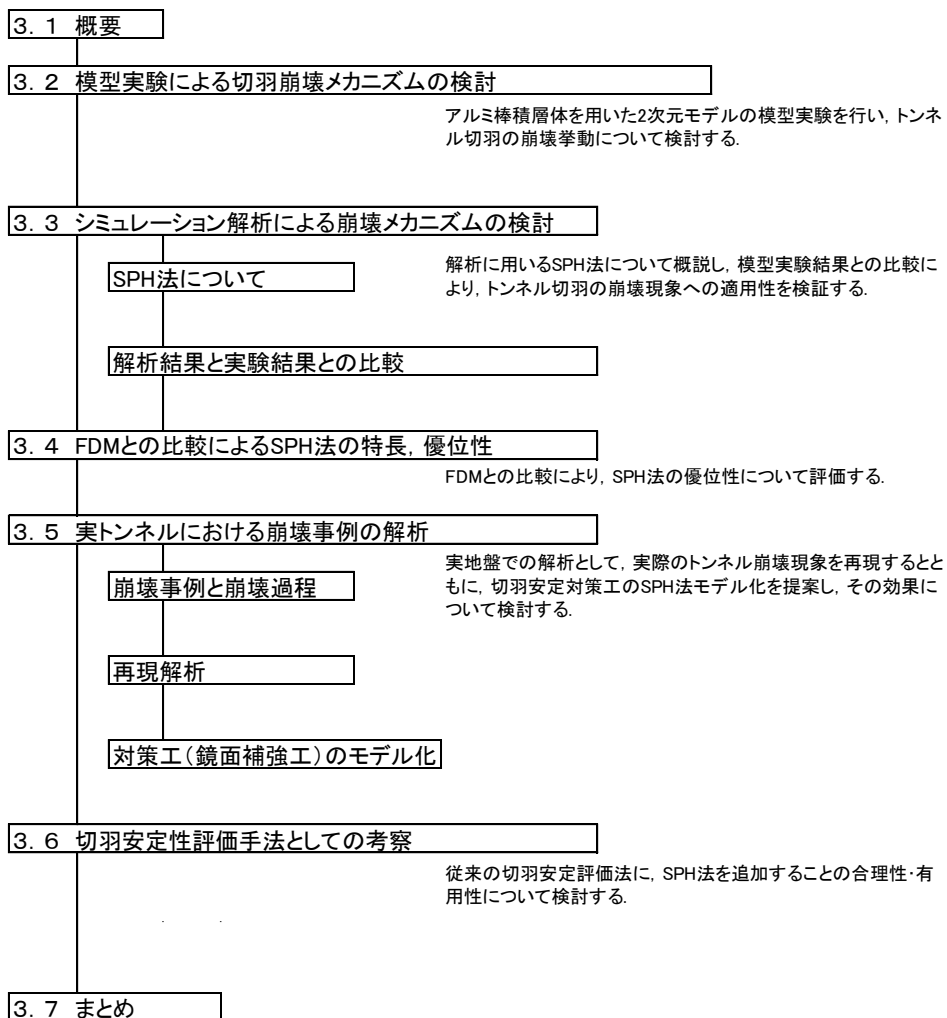 3．1 概要
3．2 模型実験による切羽崩壊メカニズムの検討
アルミ棒積層体を用いた2次元モデルの模型実験を行い，トンネ
ル切羽の崩壊挙動について検討する．
3．3 シミュレーション解析による崩壊メカニズムの検討
SPH法について
解析に用いるSPH法について概説し，模型実験結果との比較に
より，トンネル切羽の崩壊現象への適用性を検証する．
解析結果と実験結果との比較
3．4 FDMとの比較によるSPH法の特長，優位性
FDMとの比較により，SPH法の優位性について評価する．
3．5 実トンネルにおける崩壊事例の解析
実地盤での解析として，実際のトンネル崩壊現象を再現するとと
もに，切羽安定対策工のSPH法モデル化を提案し，その効果に
ついて検討する．
崩壊事例と崩壊過程
再現解析
対策工（鏡面補強工）のモデル化
3．6 切羽安定性評価手法としての考察
従来の切羽安定評価法に，SPH法を追加することの合理性・有
用性について検討する．
3．7 まとめ